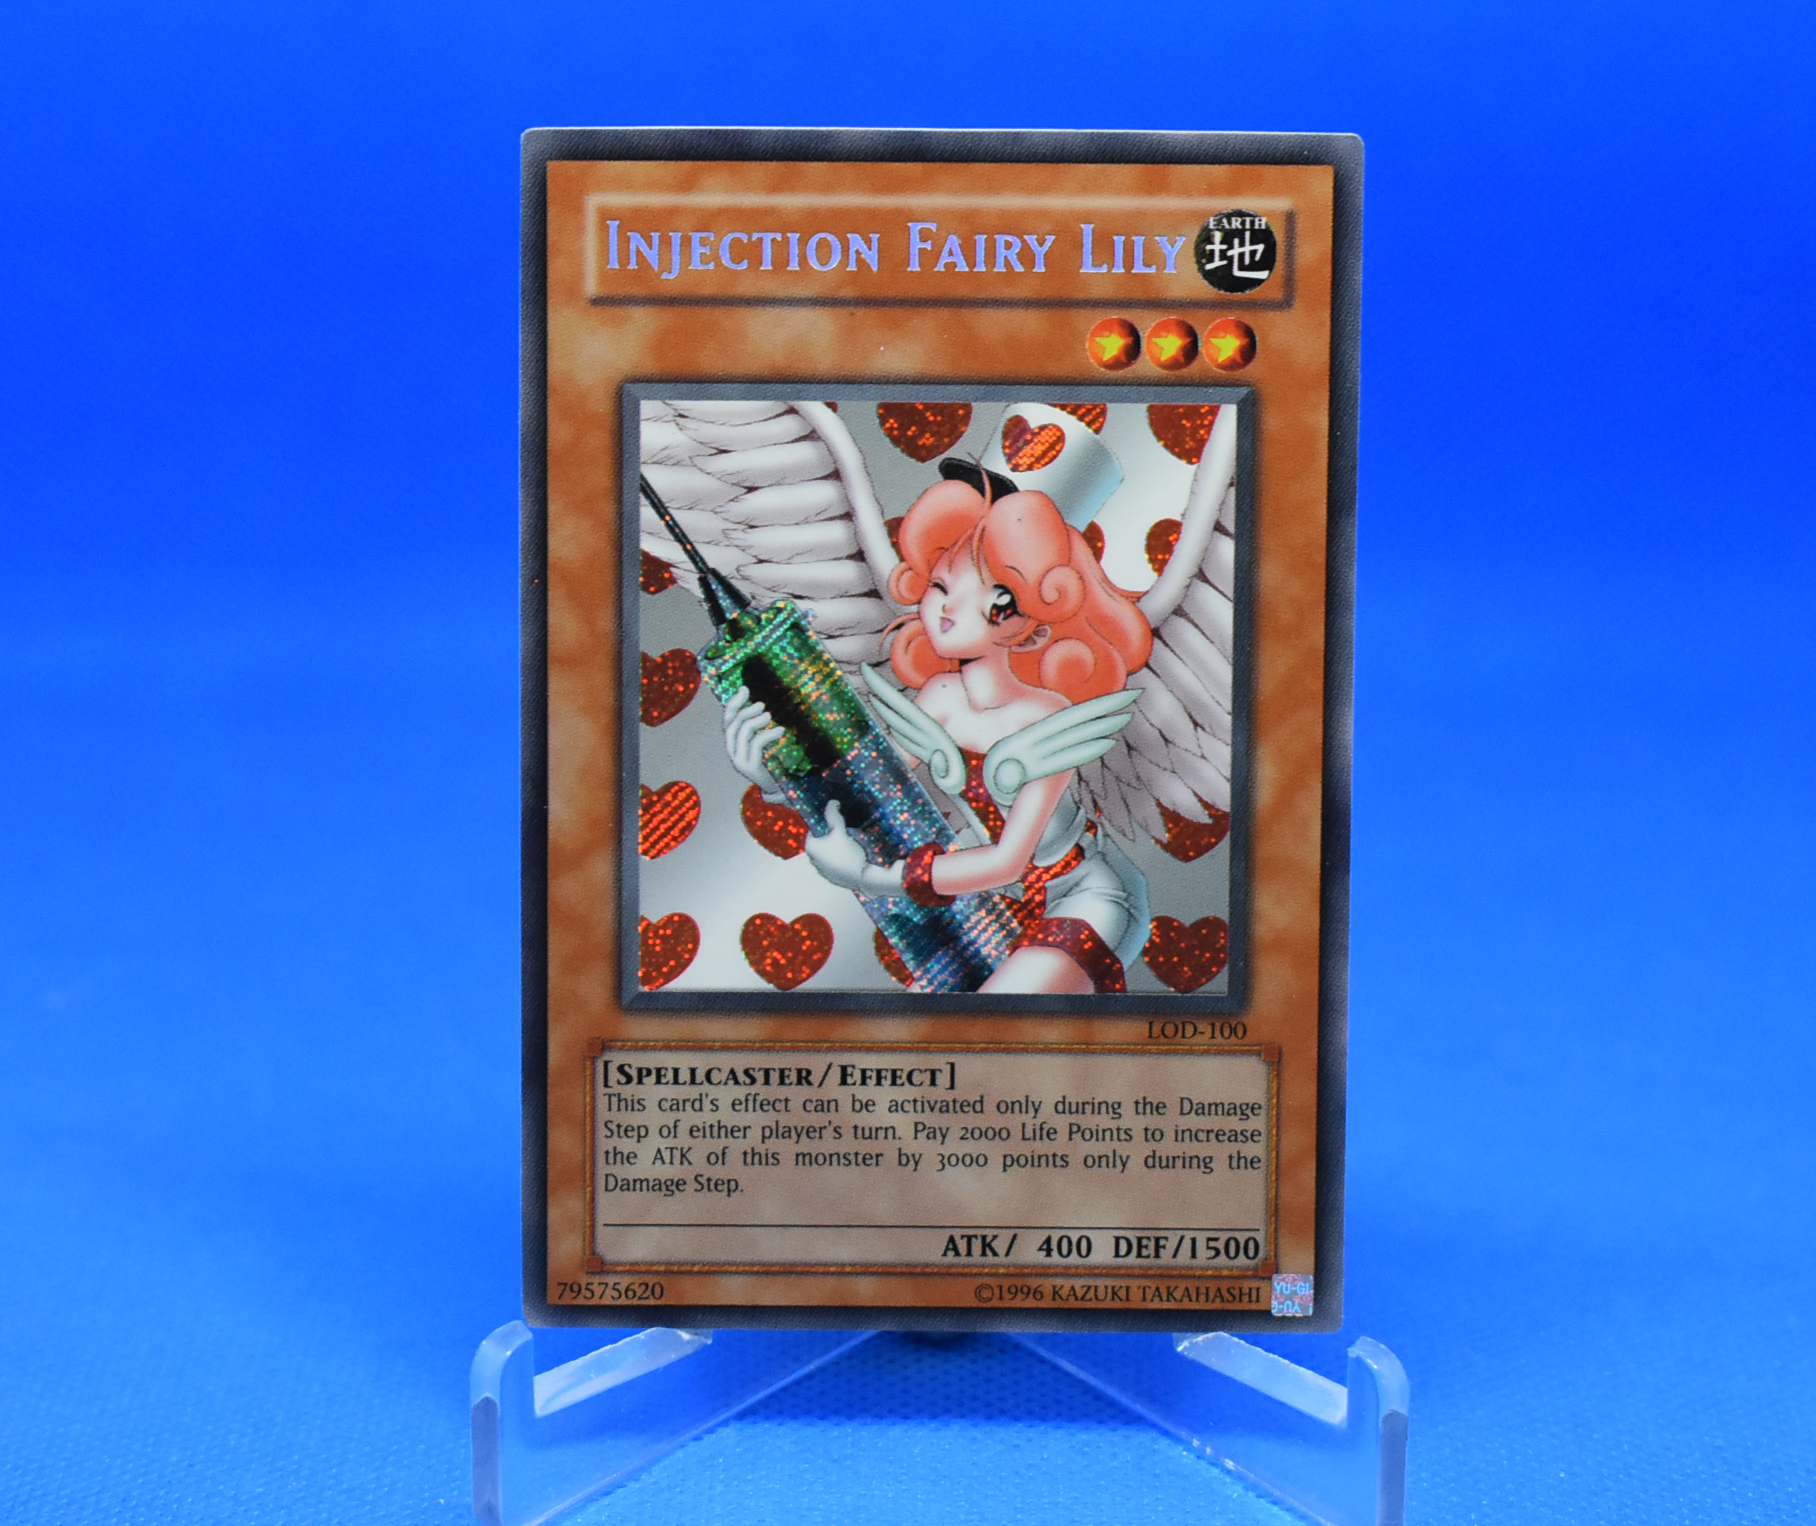 INJECTION FAIRY LILY
EARTH
地
LOD-100
[SPELLCASTER/EFFECT]
This card's effect can be activated only during the Damage
Step of either player's turn. Pay 2000 Life Points to increase
the ATK of this monster by 3000 points only during the
Damage Step.
ATK/ 400 DEF/1500
79575620
©1996 KAZUKI TAKAHASHI
YU-GI